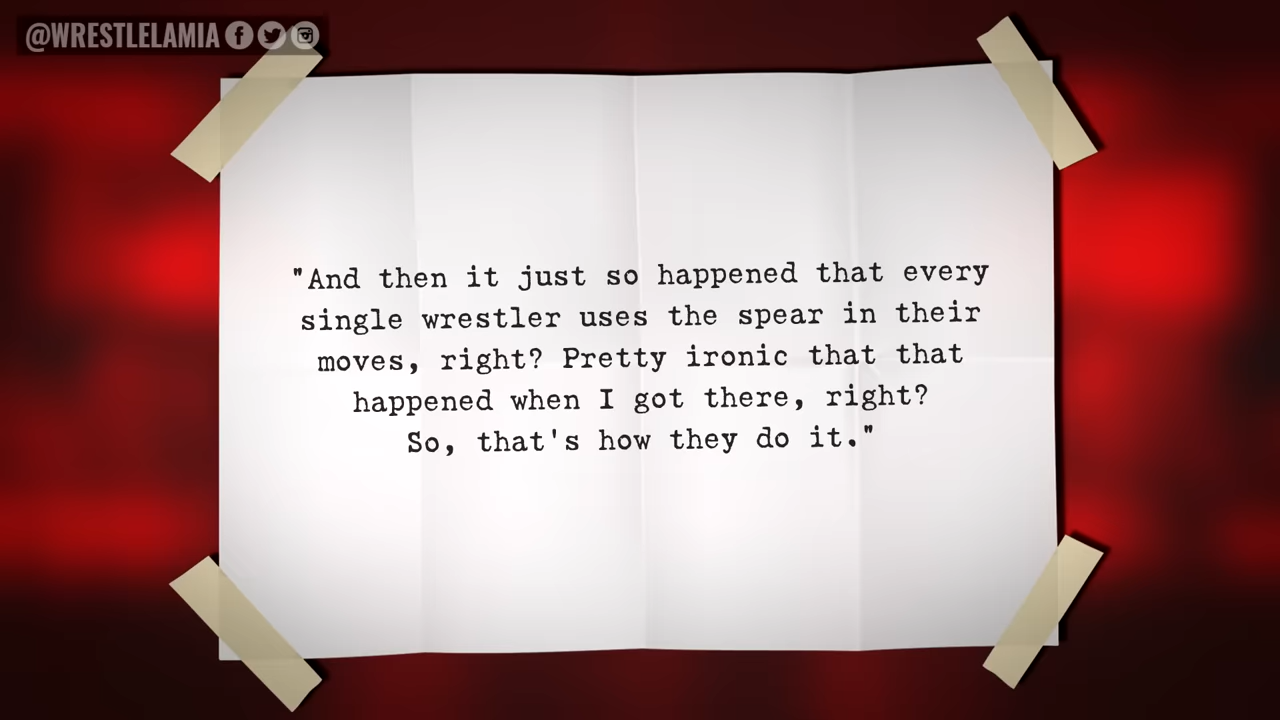 @WRESTLELAMIA
"And then it just so happened that every
single wrestler uses the spear in their
moves, right? Pretty ironic that that
happened when I got there, right?
So, that's how they do it."